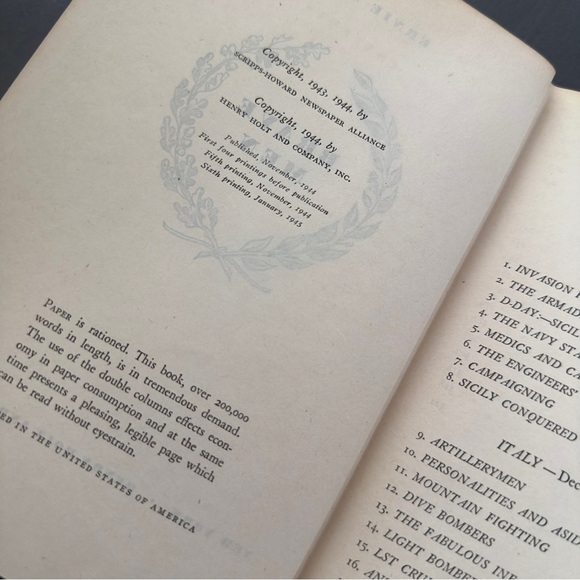 Copyright, 1943, 1944, by
SCRIPPS-HOWARD NEWSPAPER ALLIANCE
Copyright, 1944, by
HENRY HOLT AND COMPANY, INC.
Published, November, 1944
First four printings before publication
Fifth printing, November, 1944
Sixth printing, January, 1945
PAPER is rationed. This book, over 200,000
words in length, is in tremendous demand.
The use of the double columns effects econ-
omy in paper consumption and at the same
time presents a pleasing, legible page which
can be read without eyestrain.
IN THE UNITED STATES OF AMERICA
1. INVASION
2. THE ARMAD
3. D-DAY:—SICIL
4. THE NAVY STA
5. MEDICS AND CA
6. THE ENGINEERS'
7. CAMPAIGNING
8. SICILY CONQUERED
ITALY—Dec
9. ARTILLERYMEN
10. PERSONALITIES AND ASID
11. MOUNTAIN FIGHTING
12. DIVE BOMBERS
13. THE FABULOUS INF
14. LIGHT BOMBE
15. LST CRU
16.